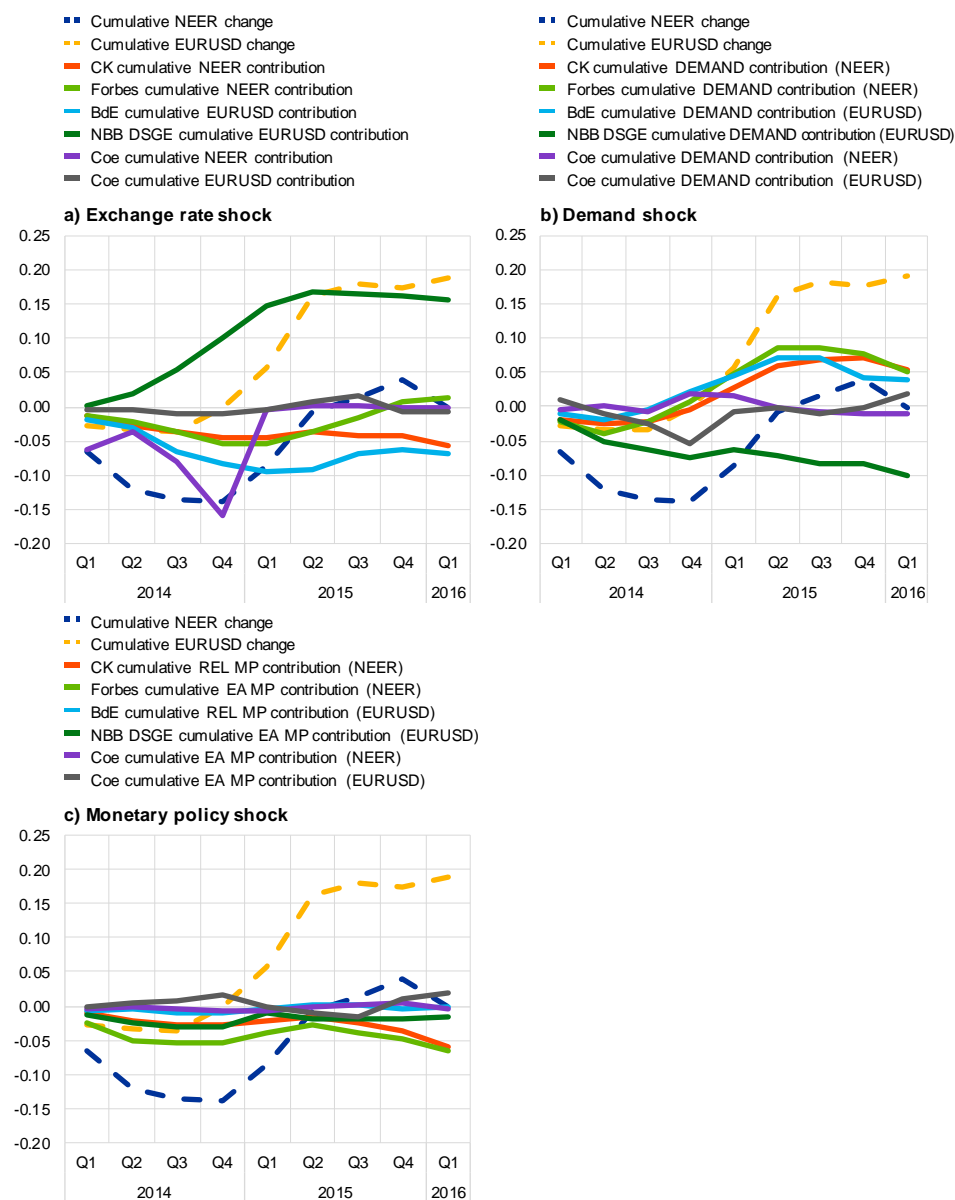 Cumulative NEER change
Cumulative EURUSD change
CK cumulative NEER contribution
Forbes cumulative NEER contribution
BdE cumulative EURUSD contribution
NBB DSGE cumulative EURUSD contribution
Coe cumulative NEER contribution
Coe cumulative EURUSD contribution
a) Exchange rate shock
0.25
0.20
0.15
0.10
0.05
0.00
-0.05
-0.10
-0.15
-0.20
Q1 Q2 Q3 Q4 Q1 Q2 Q3 Q4 Q1
2014 2015 2016
Cumulative NEER change
Cumulative EURUSD change
CK cumulative DEMAND contribution (NEER)
Forbes cumulative DEMAND contribution (NEER)
BdE cumulative DEMAND contribution (EURUSD)
NBB DSGE cumulative DEMAND contribution (EURUSD)
Coe cumulative DEMAND contribution (NEER)
Coe cumulative DEMAND contribution (EURUSD)
b) Demand shock
0.25
0.20
0.15
0.10
0.05
0.00
-0.05
-0.10
-0.15
-0.20
Q1 Q2 Q3 Q4 Q1 Q2 Q3 Q4 Q1
2014 2015 2016
Cumulative NEER change
Cumulative EURUSD change
CK cumulative REL MP contribution (NEER)
Forbes cumulative EA MP contribution (NEER)
BdE cumulative REL MP contribution (EURUSD)
NBB DSGE cumulative EA MP contribution (EURUSD)
Coe cumulative EA MP contribution (NEER)
Coe cumulative EA MP contribution (EURUSD)
c) Monetary policy shock
0.25
0.20
0.15
0.10
0.05
0.00
-0.05
-0.10
-0.15
-0.20
Q1 Q2 Q3 Q4 Q1 Q2 Q3 Q4 Q1
2014 2015 2016